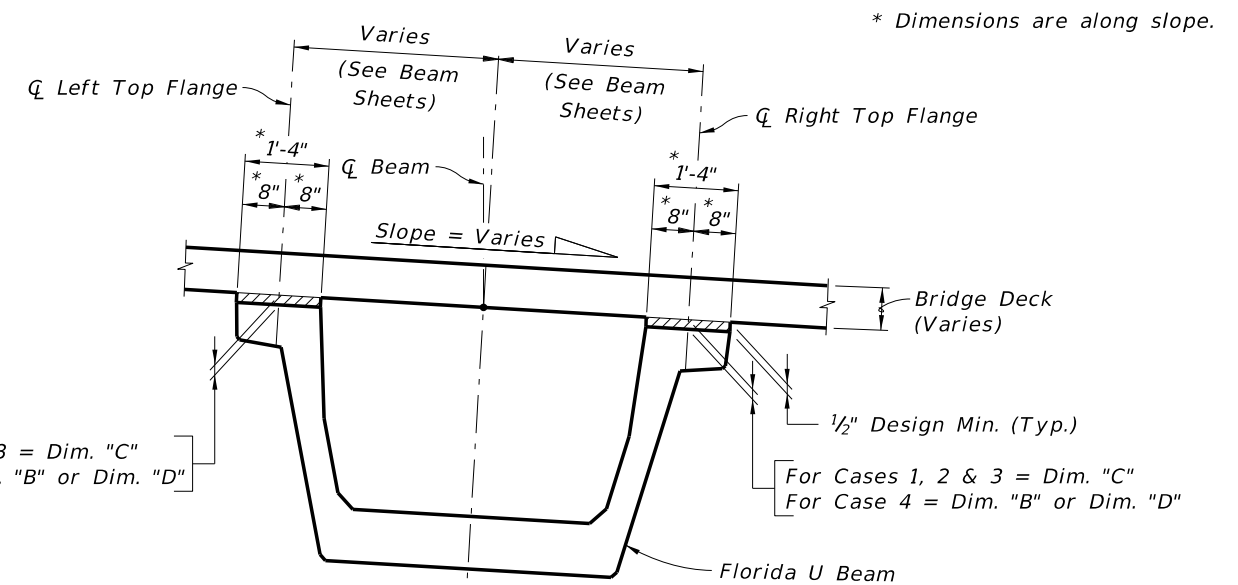 * Dimensions are along slope.
Varies
(See Beam
Sheets)
Varies
(See Beam
Sheets)
℄ Left Top Flange
℄ Right Top Flange
*
1'-4"
*
8"
*
8"
℄ Beam
*
1'-4"
*
8"
*
8"
Slope = Varies
Bridge Deck
(Varies)
½" Design Min. (Typ.)
3 = Dim. "C"
. "B" or Dim. "D"
For Cases 1, 2 & 3 = Dim. "C"
For Case 4 = Dim. "B" or Dim. "D"
Florida U Beam